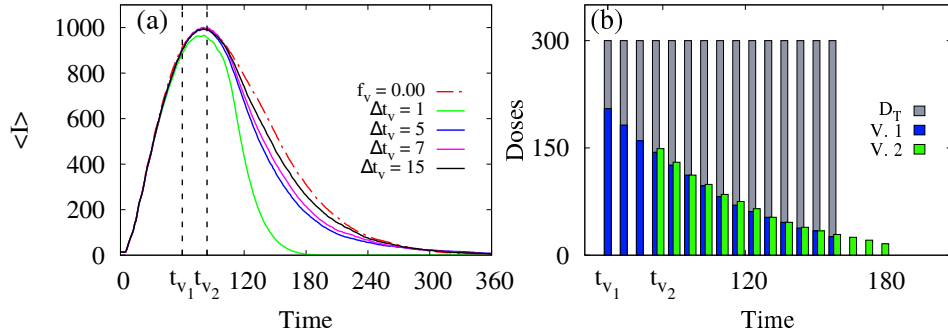 (a)
1000
800
600
400
200
0
<I>
f_v = 0.00
Δt_v = 1
Δt_v = 5
Δt_v = 7
Δt_v = 15
0 t_v₁ t_v₂ 120 180 240 300 360
Time
(b)
300
150
0
Doses
D_T
V. 1
V. 2
t_v₁ t_v₂ 120 180
Time